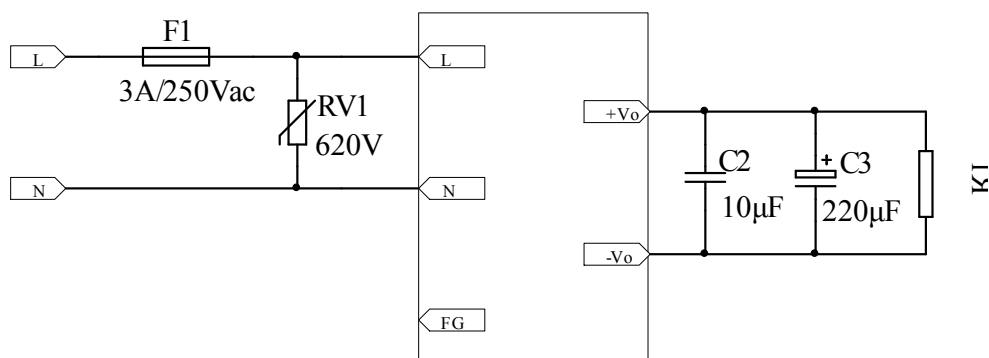 F1
L
L
3A/250Vac
RV1
620V
+Vo
C2
+
C3
10μF
220μF
N
N
-Vo
FG